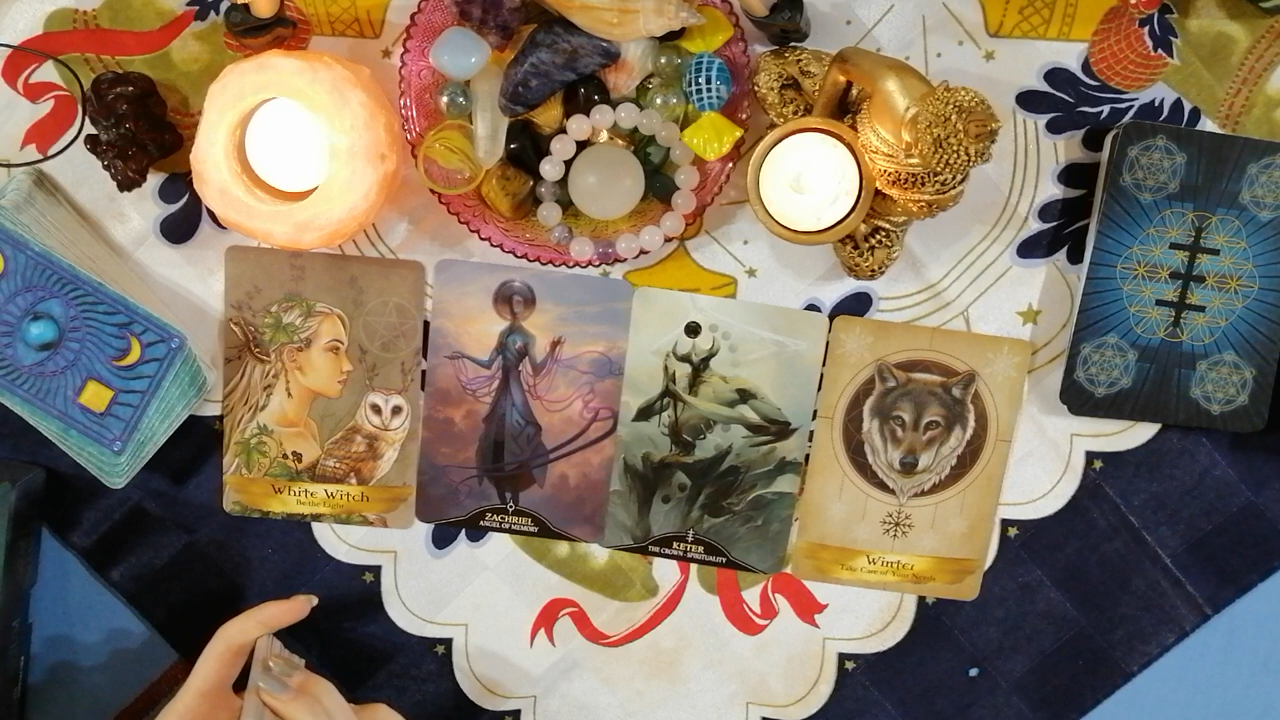 White Witch
Be the Light
ZACHRIEL
ANGEL OF MEMORY
KETER
THE CROWN - SPIRITUALITY
Winter
Take Care of Your Needs